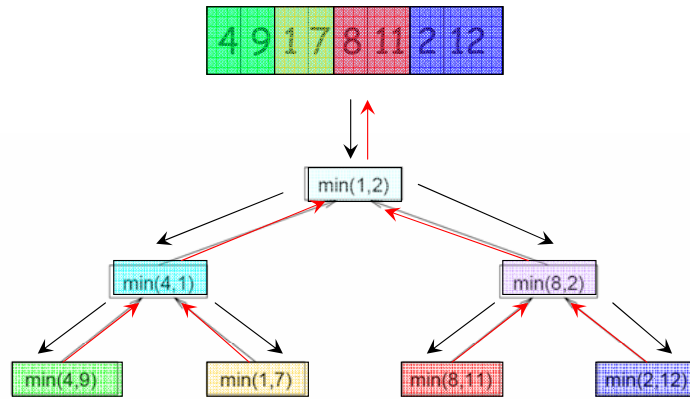 4 9 1 7 8 11 2 12
min(1,2)
min(4,1)
min(8,2)
min(4,9)
min(1,7)
min(8,11)
min(2,12)